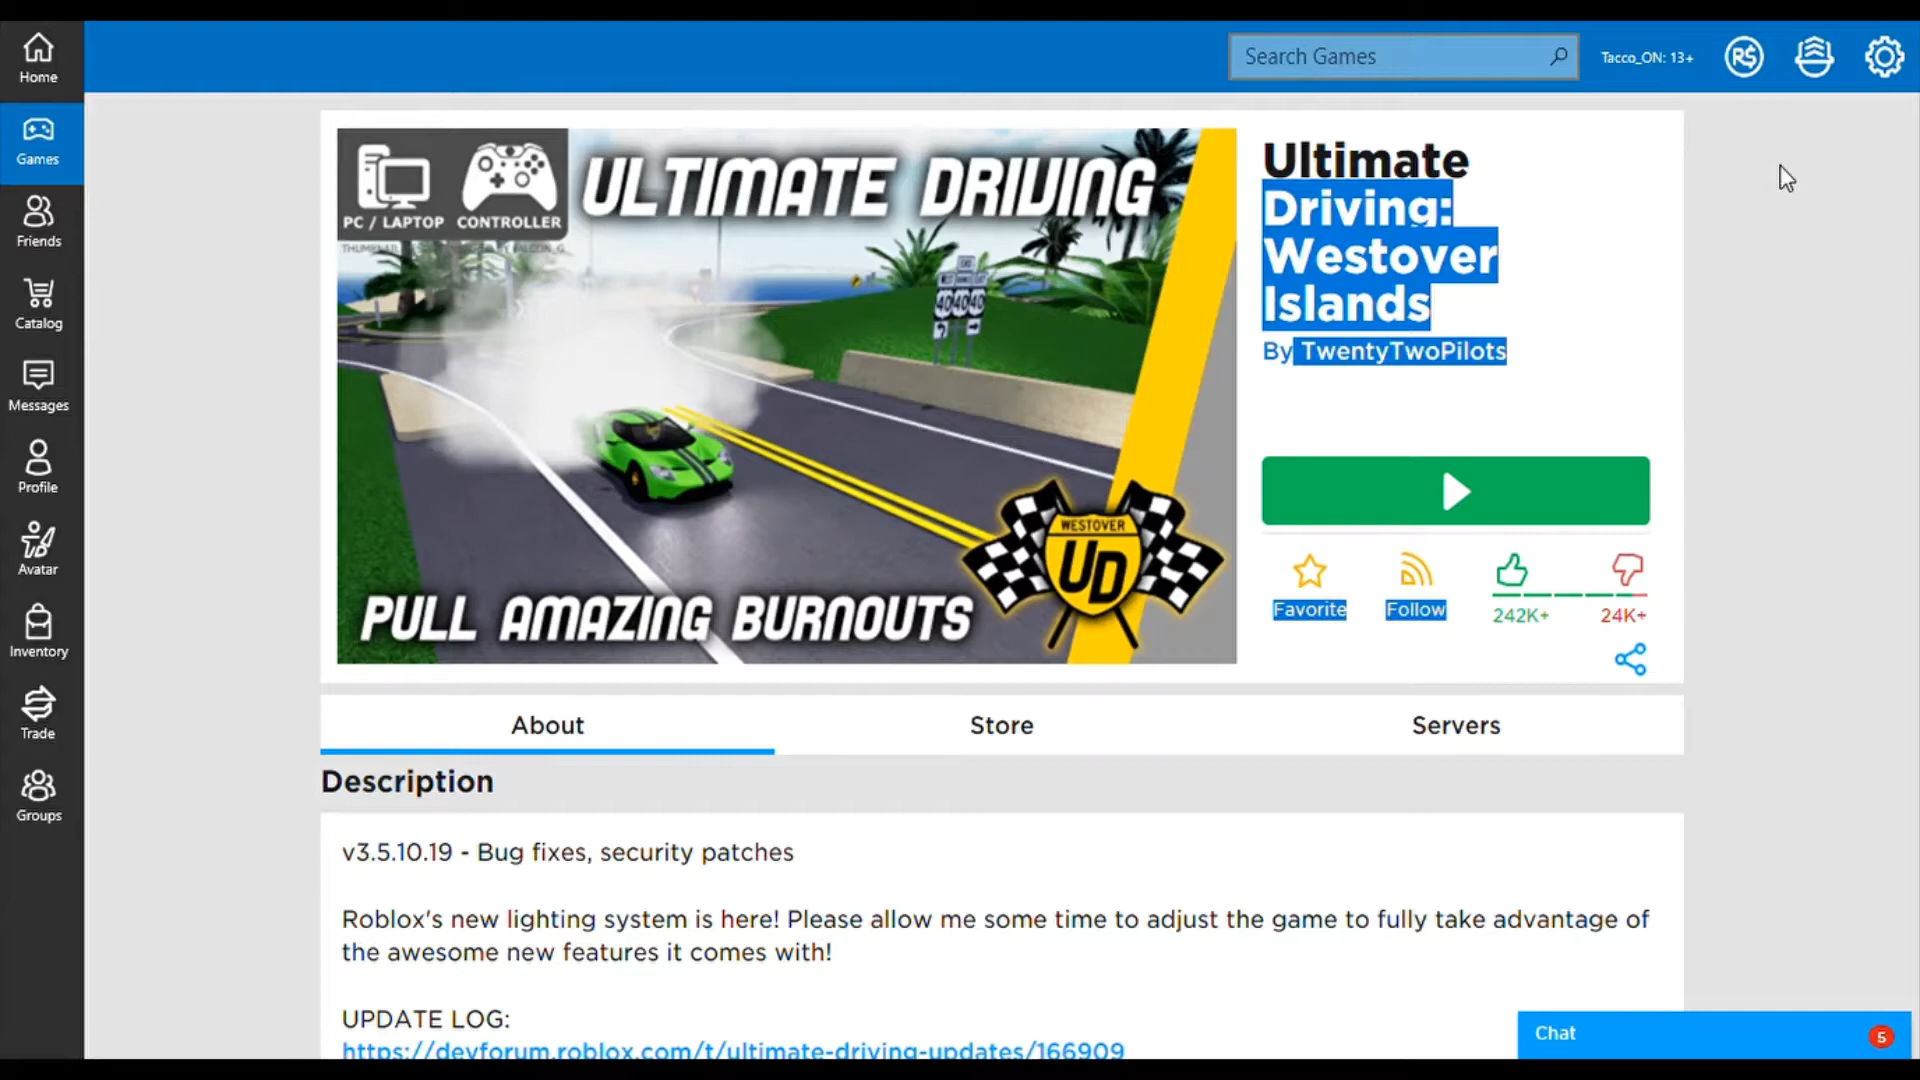 Home
Games
Friends
Catalog
Messages
Profile
Avatar
Inventory
Trade
Groups
Search Games
Tacco_ON: 13+
R$
PC / LAPTOP
CONTROLLER
ULTIMATE DRIVING
40 40 40
WESTOVER
UD
PULL AMAZING BURNOUTS
Ultimate
Driving:
Westover
Islands
By TwentyTwoPilots
Favorite
Follow
242K+
24K+
About
Store
Servers
Description
v3.5.10.19 - Bug fixes, security patches
Roblox's new lighting system is here! Please allow me some time to adjust the game to fully take advantage of
the awesome new features it comes with!
UPDATE LOG:
https://devforum.roblox.com/t/ultimate-driving-updates/166909
Chat
5